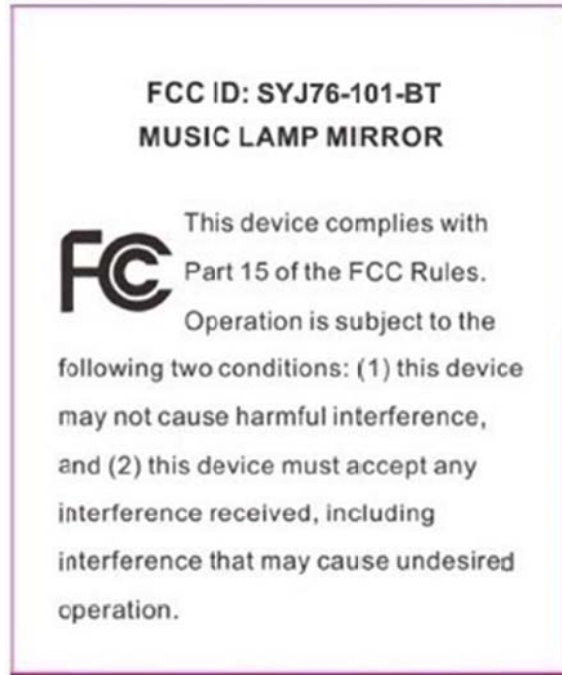 FCC ID: SYJ76-101-BT
MUSIC LAMP MIRROR
FC This device complies with
Part 15 of the FCC Rules.
Operation is subject to the
following two conditions: (1) this device
may not cause harmful interference,
and (2) this device must accept any
interference received, including
interference that may cause undesired
operation.